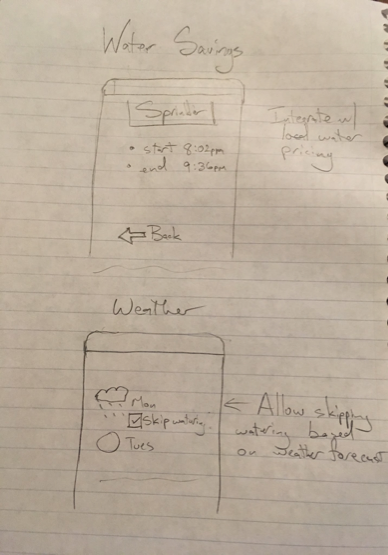 Water Savings
Sprinkler
• start 8:02pm
• end 9:36pm
Back
Integrate w/
local water
pricing
Weather
Mon
Skip watering
Tues
Allow skipping
watering based
on weather forecast